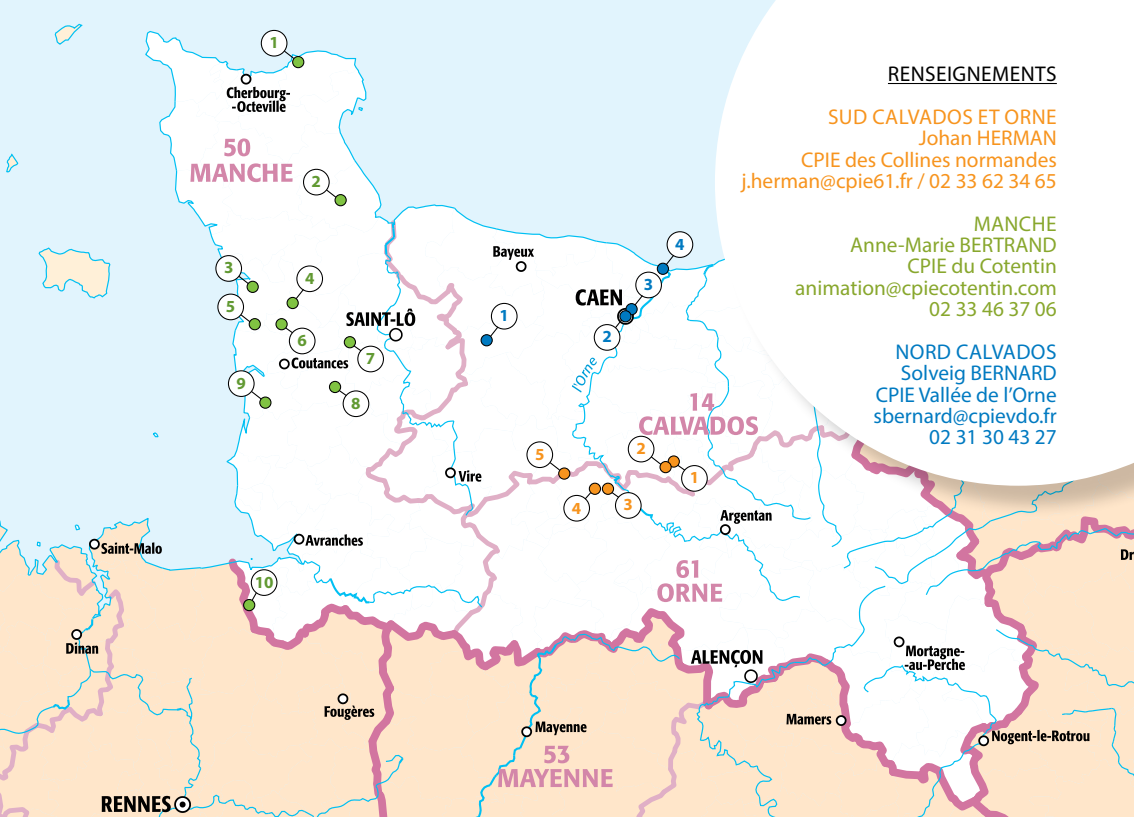 1
Cherbourg-
-Octeville
50
MANCHE
2
3
4
5
6
SAINT-LÔ
7
Coutances
8
9
10
Bayeux
4
3
CAEN
1
2
l'Orne
14
CALVADOS
2
1
5
4
3
Vire
Argentan
Avranches
Saint-Malo
Dinan
61
ORNE
ALENÇON
Mortagne-
-au-Perche
Mamers
Nogent-le-Rotrou
Fougères
Mayenne
53
MAYENNE
RENNES
Dr
RENSEIGNEMENTS
SUD CALVADOS ET ORNE
Johan HERMAN
CPIE des Collines normandes
j.herman@cpie61.fr / 02 33 62 34 65
MANCHE
Anne-Marie BERTRAND
CPIE du Cotentin
animation@cpiecotentin.com
02 33 46 37 06
NORD CALVADOS
Solveig BERNARD
CPIE Vallée de l'Orne
sbernard@cpievdo.fr
02 31 30 43 27